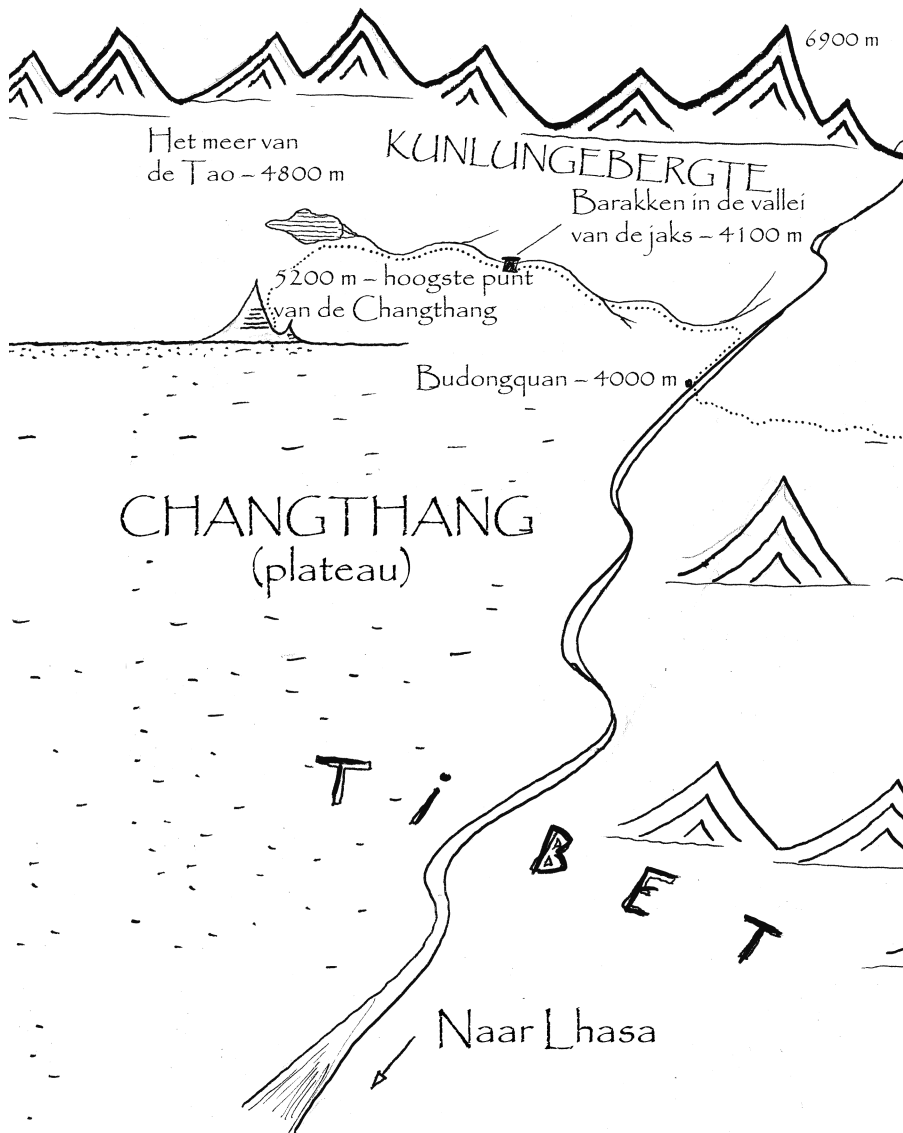 6900 m
Het meer van
de Tao – 4800 m
KUNLUNGEBERGTE
Barakken in de vallei
van de jaks – 4100 m
5200 m – hoogste punt
van de Changthang
Budongquan – 4000 m
CHANGTHANG
(plateau)
TiBET
Naar Lhasa